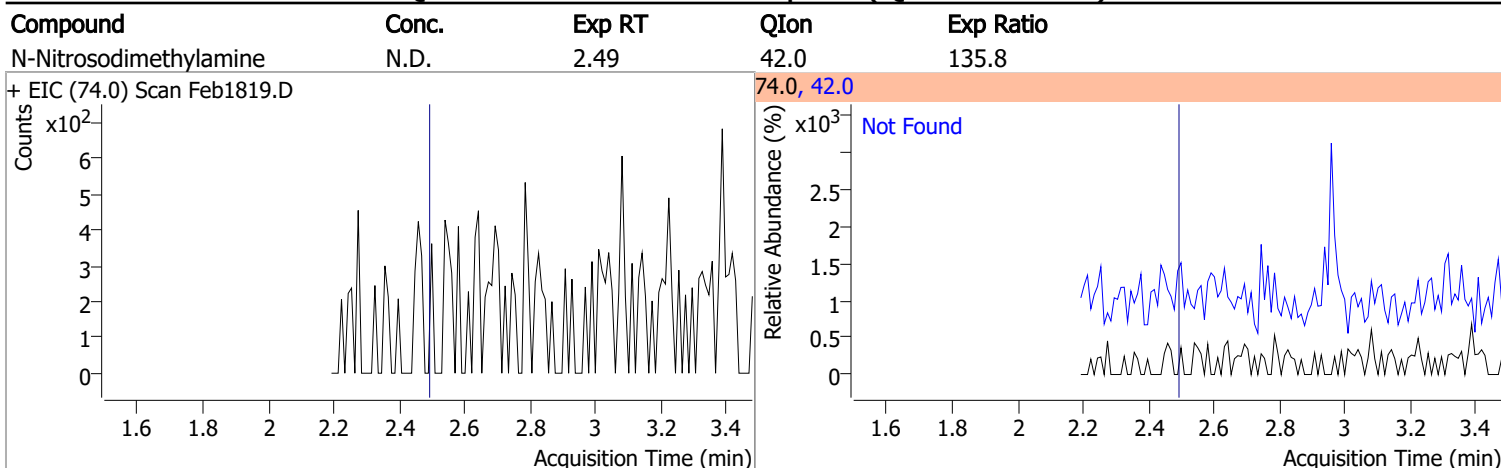 Compound Conc. Exp RT QIon Exp Ratio
N-Nitrosodimethylamine N.D. 2.49 42.0 135.8
+ EIC (74.0) Scan Feb1819.D
Counts
x10²
6
5
4
3
2
1
0
1.6 1.8 2 2.2 2.4 2.6 2.8 3 3.2 3.4
Acquisition Time (min)
74.0, 42.0
Relative Abundance (%)
x10³
Not Found
2.5
2
1.5
1
0.5
0
1.6 1.8 2 2.2 2.4 2.6 2.8 3 3.2 3.4
Acquisition Time (min)